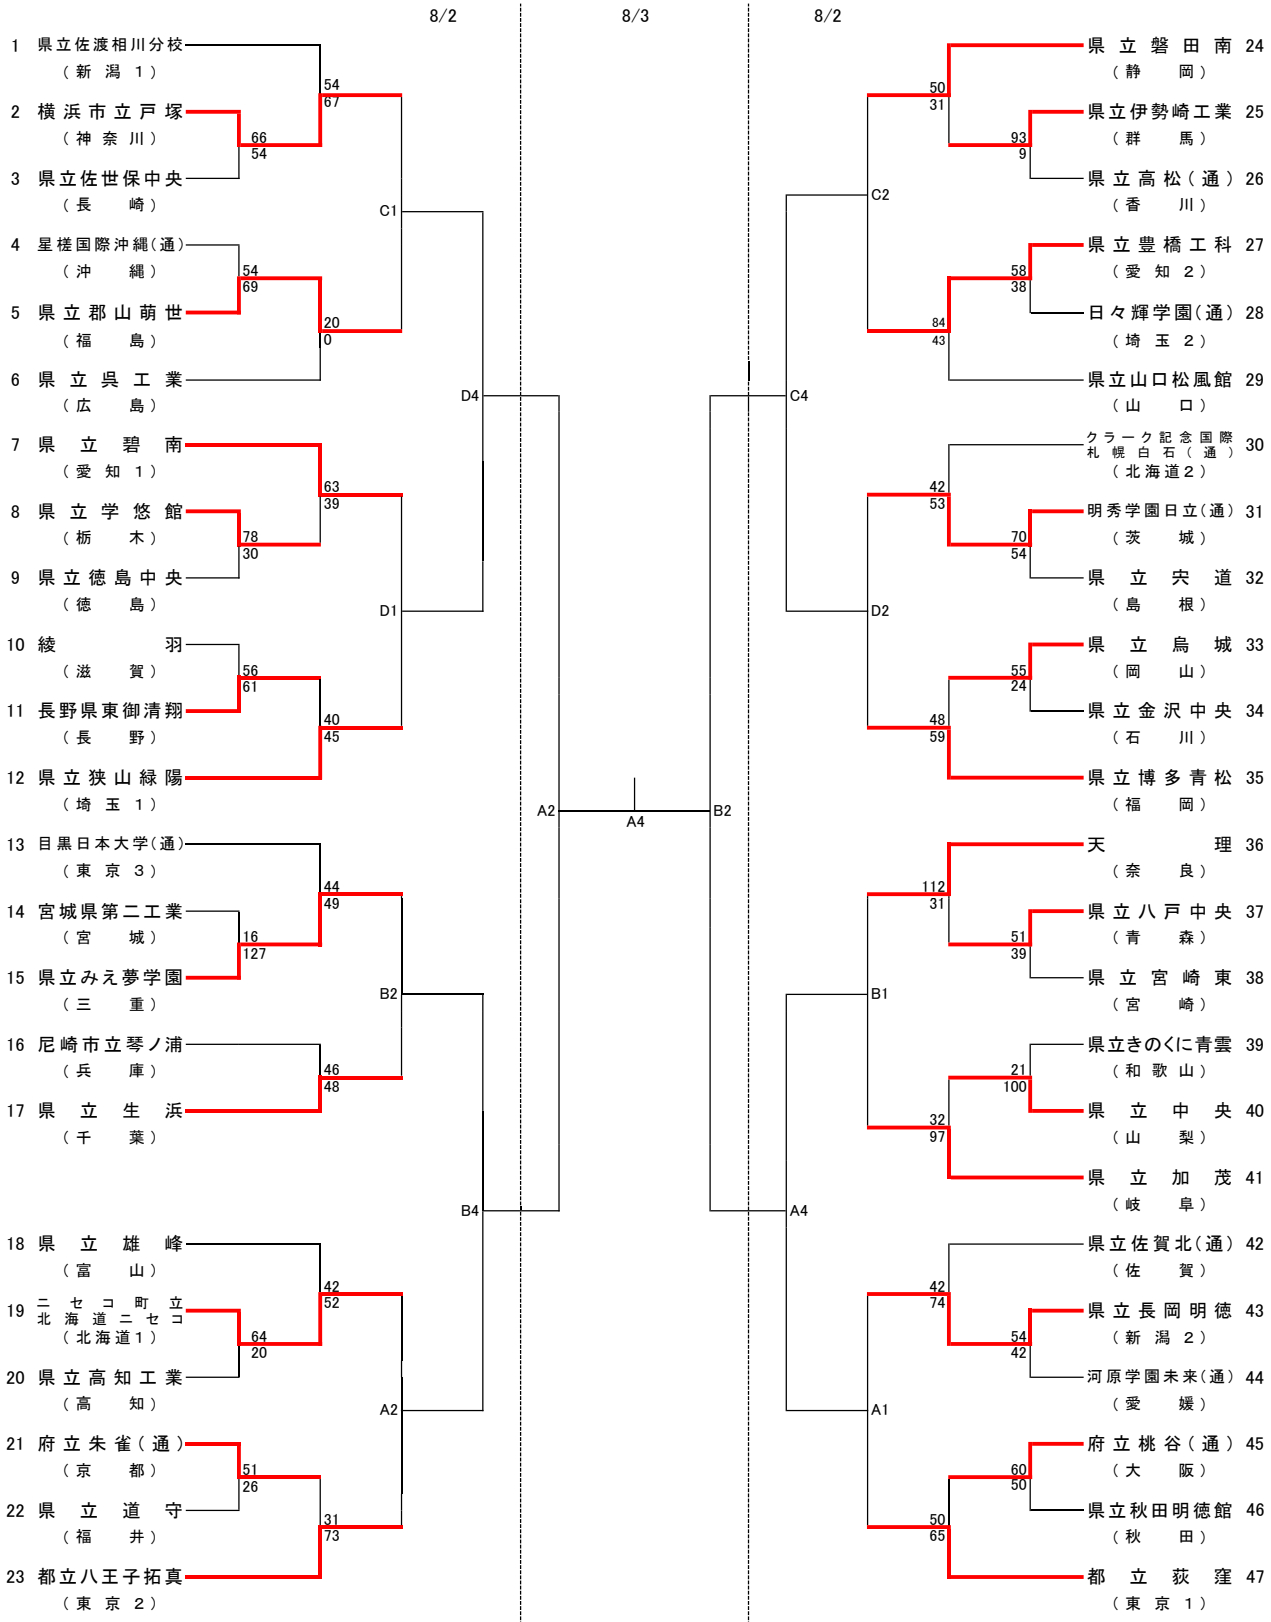 8/2
8/3
8/2
1 県立佐渡相川分校
(新潟1)
54
67
2 横浜市立戸塚
(神奈川)
66
54
3 県立佐世保中央
(長崎)
C1
4 星槎国際沖縄(通)
(沖縄)
54
69
5 県立郡山萌世
(福島)
20
0
6 県立呉工業
(広島)
D4
7 県立碧南
(愛知1)
63
39
8 県立学悠館
(栃木)
78
30
9 県立徳島中央
(徳島)
D1
10 綾羽
(滋賀)
56
61
11 長野県東御清翔
(長野)
40
45
12 県立狭山緑陽
(埼玉1)
A2
A4
B2
13 目黒日本大学(通)
(東京3)
44
49
14 宮城県第二工業
(宮城)
16
127
15 県立みえ夢学園
(三重)
B2
16 尼崎市立琴ノ浦
(兵庫)
46
48
17 県立生浜
(千葉)
B4
18 県立雄峰
(富山)
42
52
19 ニセコ町立
北海道ニセコ
(北海道1)
64
20
20 県立高知工業
(高知)
A2
21 府立朱雀(通)
(京都)
51
26
22 県立道守
(福井)
31
73
23 都立八王子拓真
(東京2)
県立磐田南 24
(静岡)
50
31
県立伊勢崎工業 25
(群馬)
93
9
県立高松(通) 26
(香川)
C2
県立豊橋工科 27
(愛知2)
58
38
日々輝学園(通) 28
(埼玉2)
84
43
県立山口松風館 29
(山口)
C4
クラーク記念国際
札幌白石(通) 30
(北海道2)
42
53
明秀学園日立(通) 31
(茨城)
70
54
県立宍道 32
(島根)
D2
県立烏城 33
(岡山)
55
24
県立金沢中央 34
(石川)
48
59
県立博多青松 35
(福岡)
天理 36
(奈良)
112
31
県立八戸中央 37
(青森)
51
39
県立宮崎東 38
(宮崎)
B1
県立きのくに青雲 39
(和歌山)
21
100
県立中央 40
(山梨)
32
97
県立加茂 41
(岐阜)
A4
県立佐賀北(通) 42
(佐賀)
42
74
県立長岡明徳 43
(新潟2)
54
42
河原学園未来(通) 44
(愛媛)
A1
府立桃谷(通) 45
(大阪)
60
50
県立秋田明徳館 46
(秋田)
50
65
都立荻窪 47
(東京1)